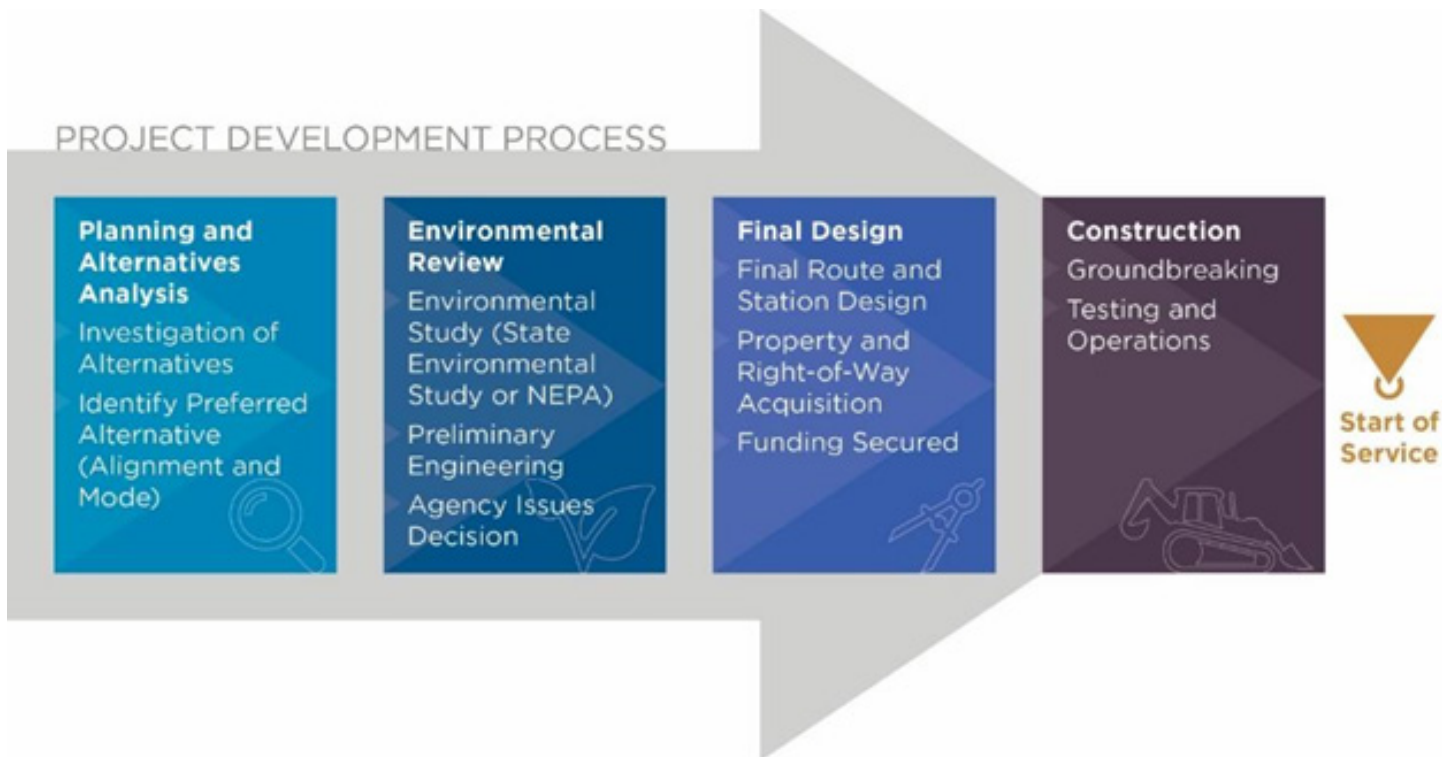 PROJECT DEVELOPMENT PROCESS
Planning and
Alternatives
Analysis
Investigation of
Alternatives
Identify Preferred
Alternative
(Alignment and
Mode)
Environmental
Review
Environmental
Study (State
Environmental
Study or NEPA)
Preliminary
Engineering
Agency Issues
Decision
Final Design
Final Route and
Station Design
Property and
Right-of-Way
Acquisition
Funding Secured
Construction
Groundbreaking
Testing and
Operations
Start of
Service